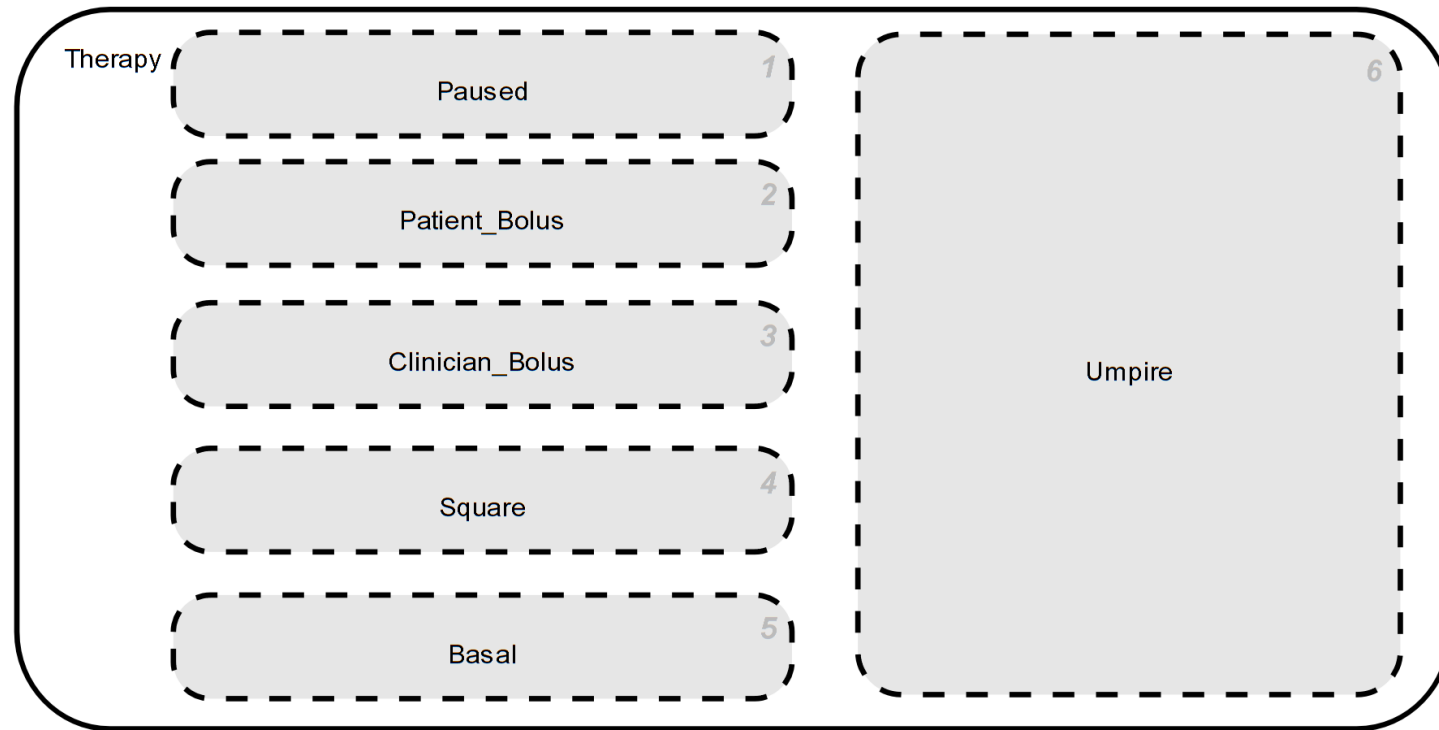 Therapy
1
Paused
2
Patient_Bolus
3
Clinician_Bolus
4
Square
5
Basal
6
Umpire